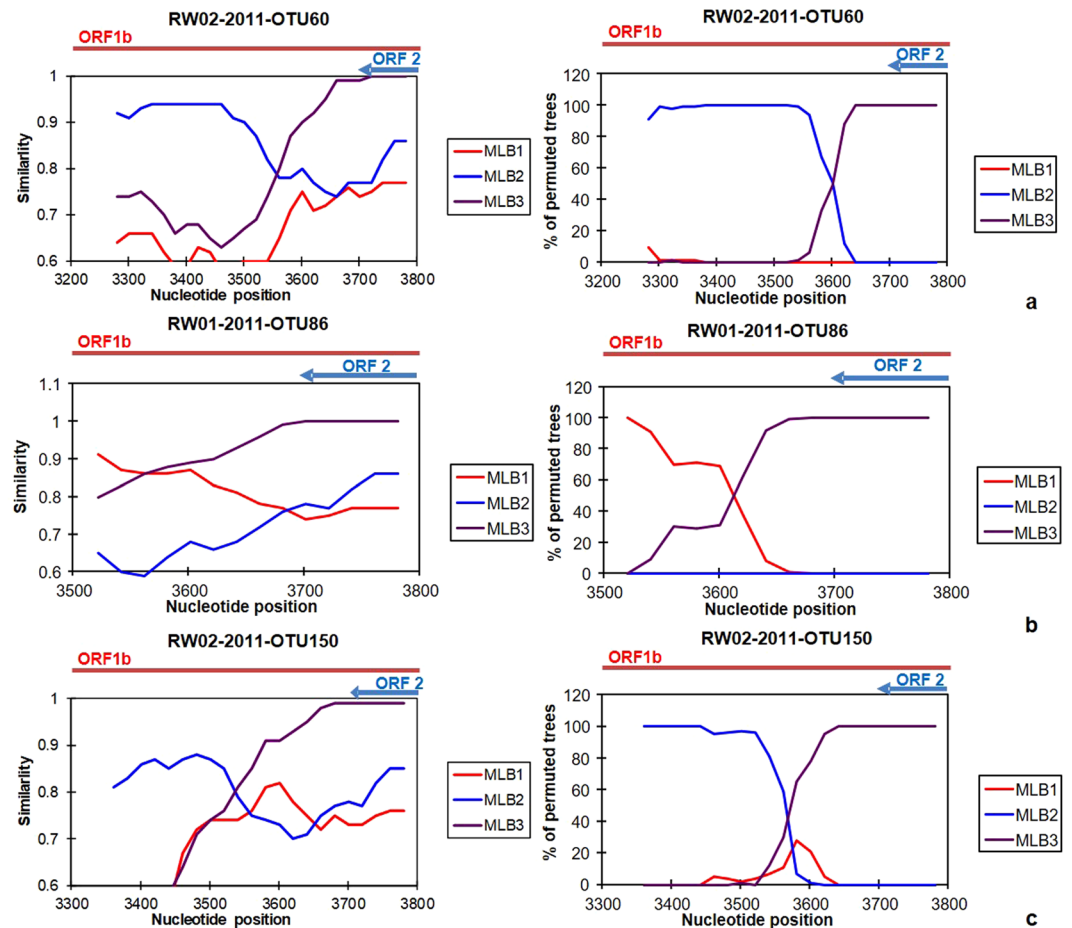 RW02-2011-OTU60
ORF1b
ORF 2
1
0.9
0.8
0.7
0.6
Similarity
3200 3300 3400 3500 3600 3700 3800
Nucleotide position
MLB1
MLB2
MLB3
RW02-2011-OTU60
ORF1b
ORF 2
120
100
80
60
40
20
0
% of permuted trees
3200 3300 3400 3500 3600 3700 3800
Nucleotide position
MLB1
MLB2
MLB3
a
RW01-2011-OTU86
ORF1b
ORF 2
1.1
1
0.9
0.8
0.7
0.6
Similarity
3500 3600 3700 3800
Nucleotide position
MLB1
MLB2
MLB3
RW01-2011-OTU86
ORF1b
ORF 2
120
100
80
60
40
20
0
% of permuted trees
3500 3600 3700 3800
Nucleotide position
MLB1
MLB2
MLB3
b
RW02-2011-OTU150
ORF1b
ORF 2
1
0.9
0.8
0.7
0.6
Similarity
3300 3400 3500 3600 3700 3800
Nucleotide position
MLB1
MLB2
MLB3
RW02-2011-OTU150
ORF1b
ORF 2
120
100
80
60
40
20
0
% of permuted trees
3300 3400 3500 3600 3700 3800
Nucleotide position
MLB1
MLB2
MLB3
c